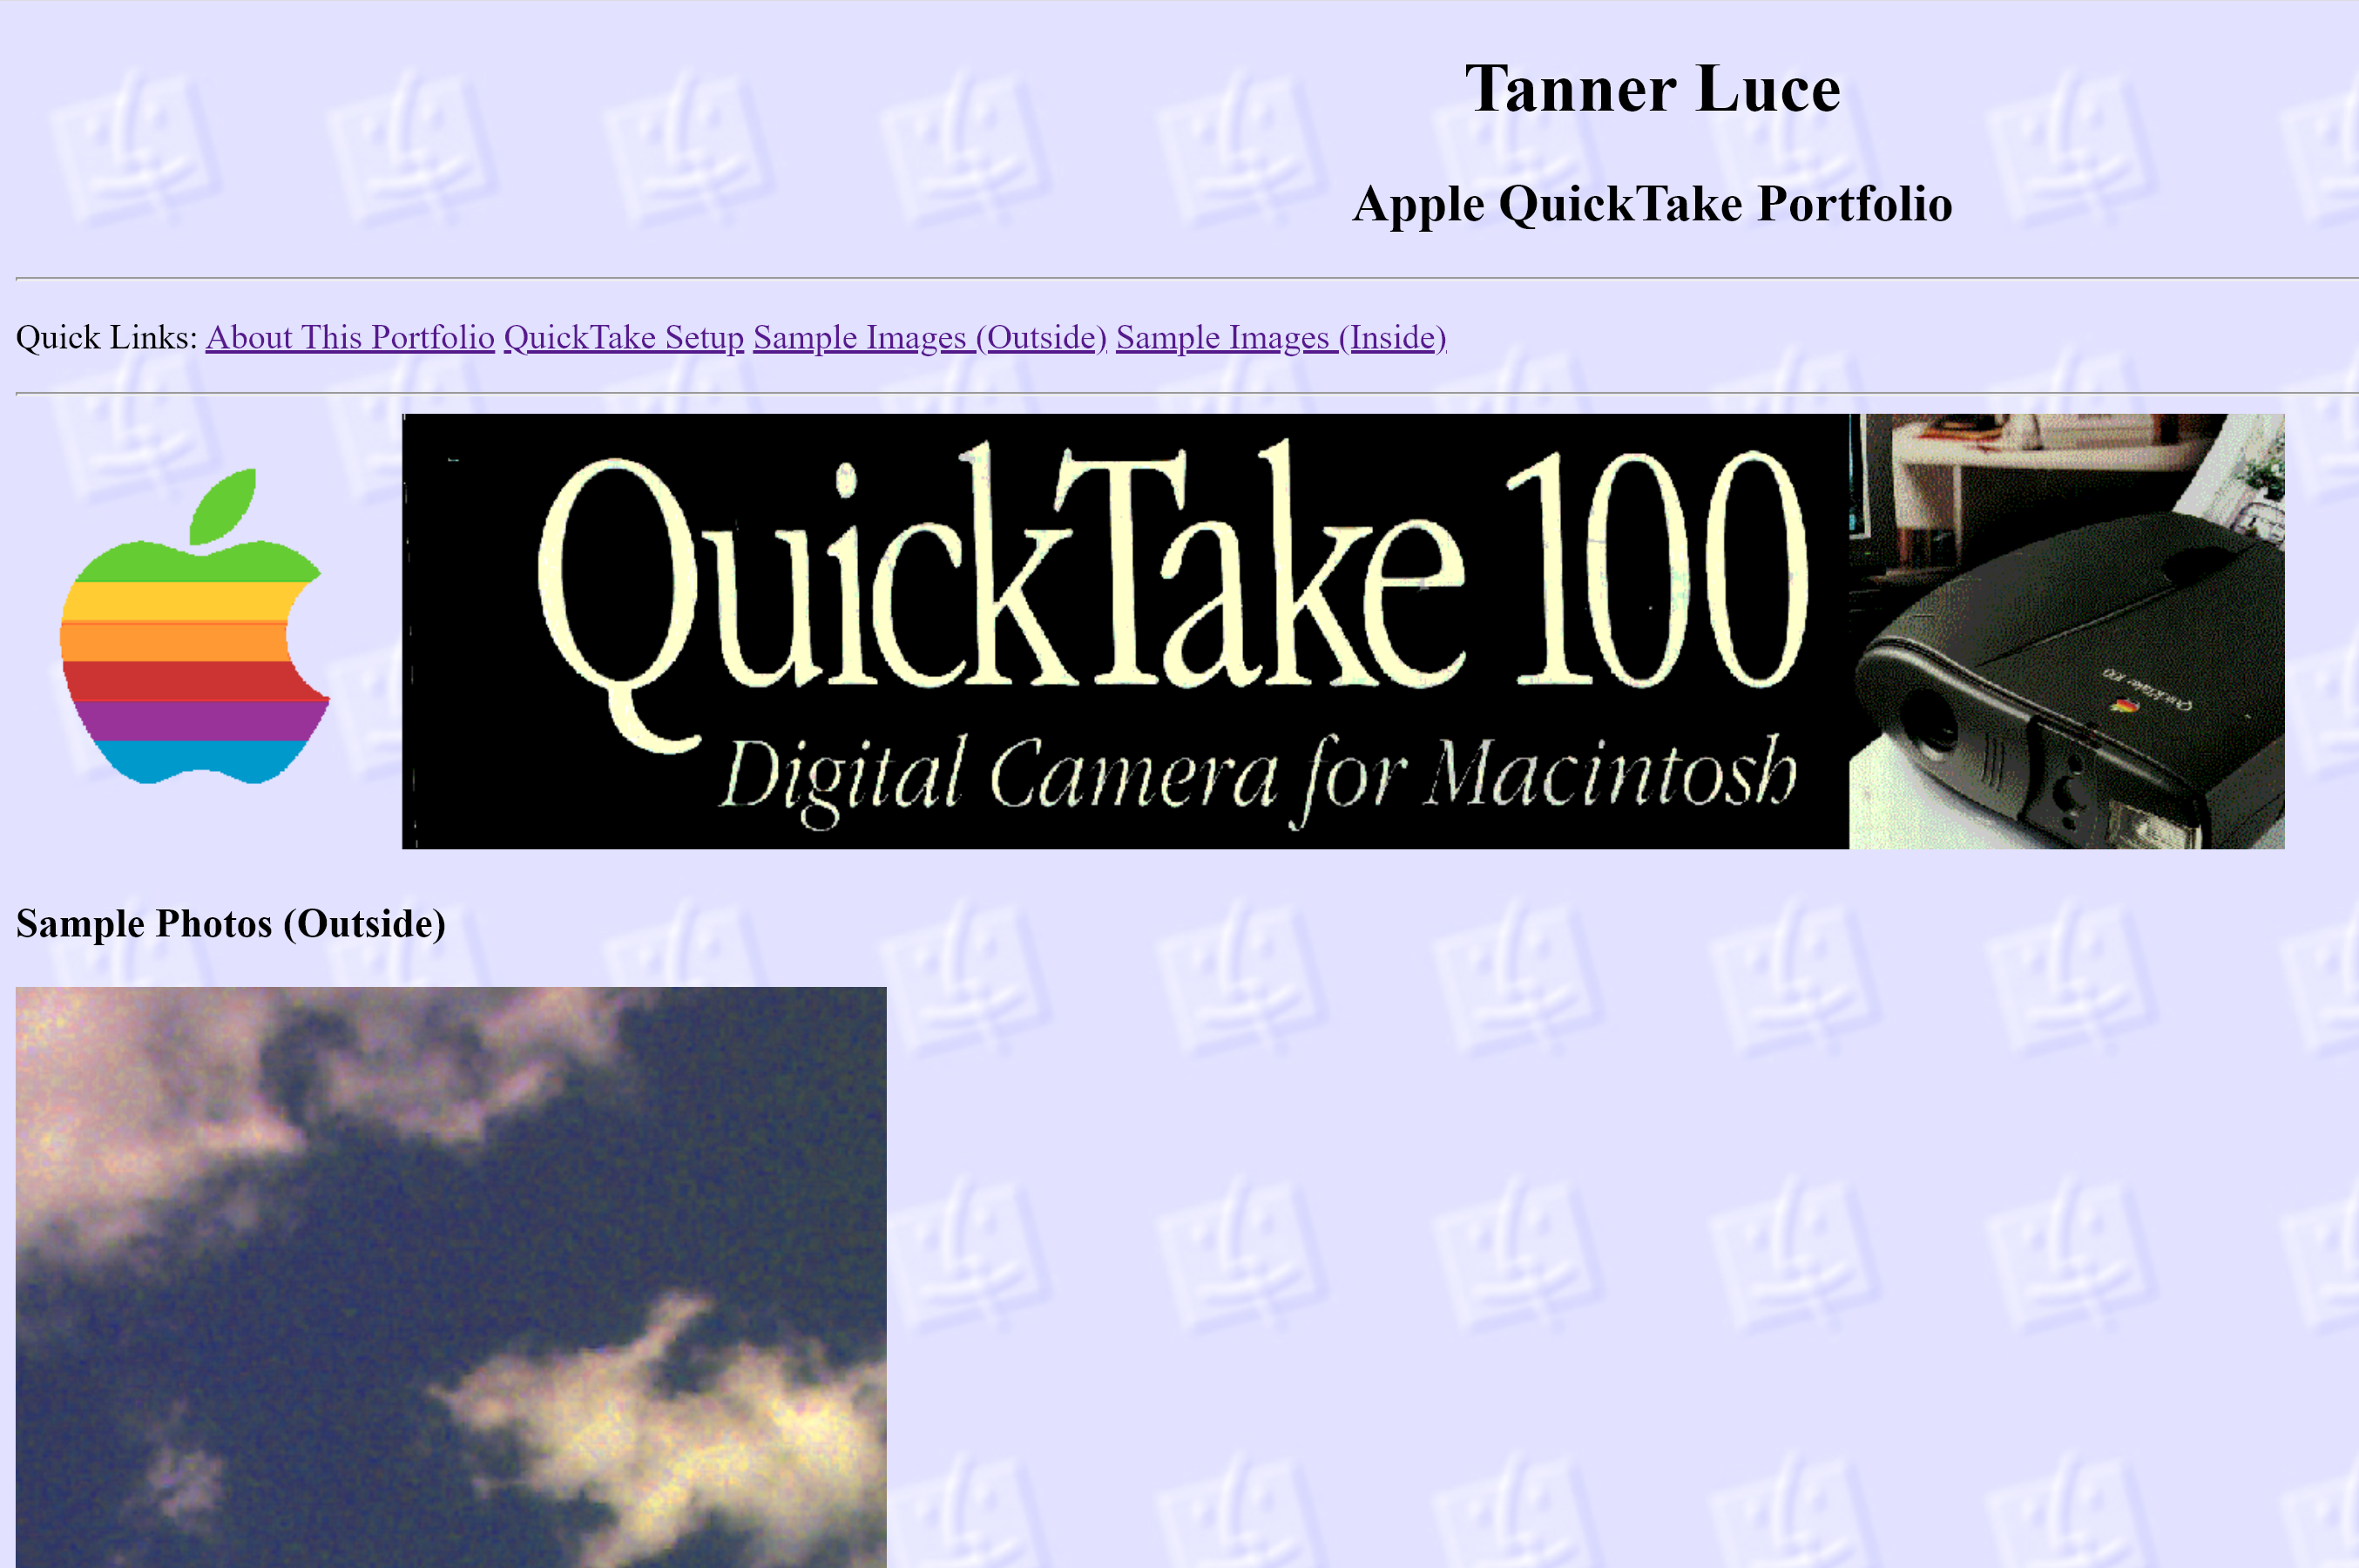 Tanner Luce
Apple QuickTake Portfolio
Quick Links: About This Portfolio QuickTake Setup Sample Images (Outside) Sample Images (Inside)
QuickTake 100
Digital Camera for Macintosh
QuickTake 100
Sample Photos (Outside)